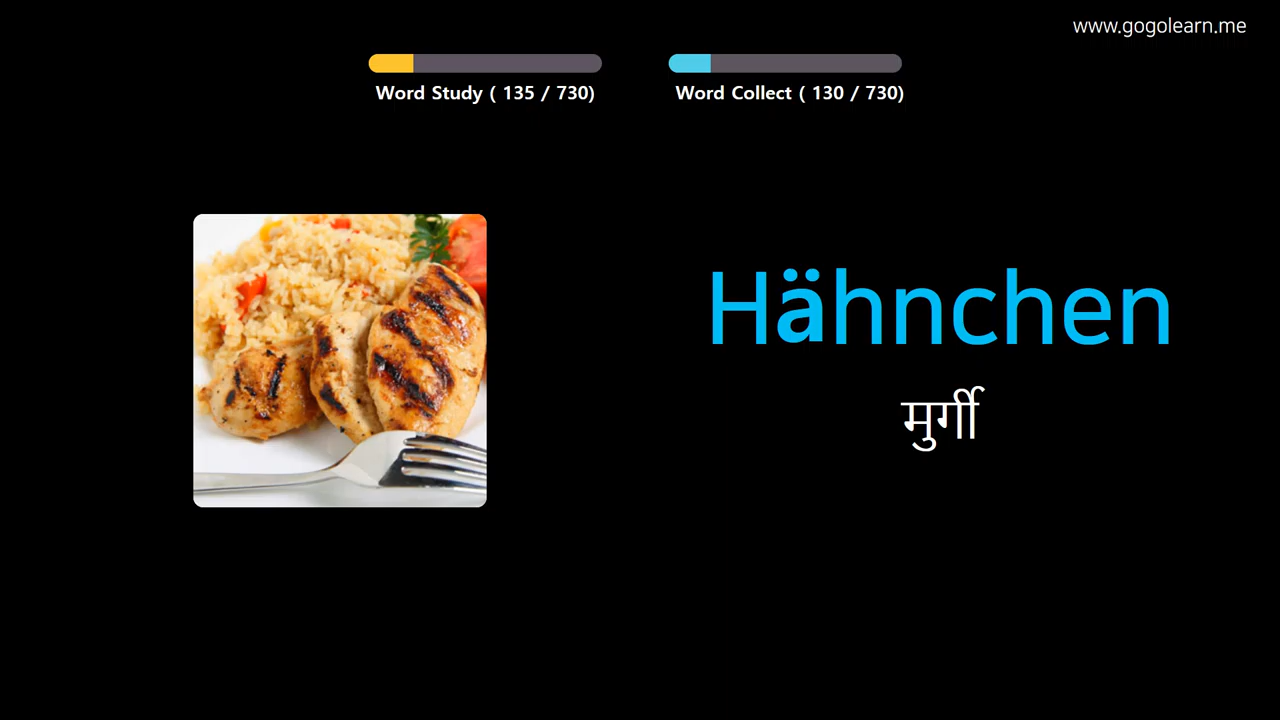 www.gogolearn.me
Word Study ( 135 / 730)
Word Collect ( 130 / 730)
Hähnchen
मुर्गी